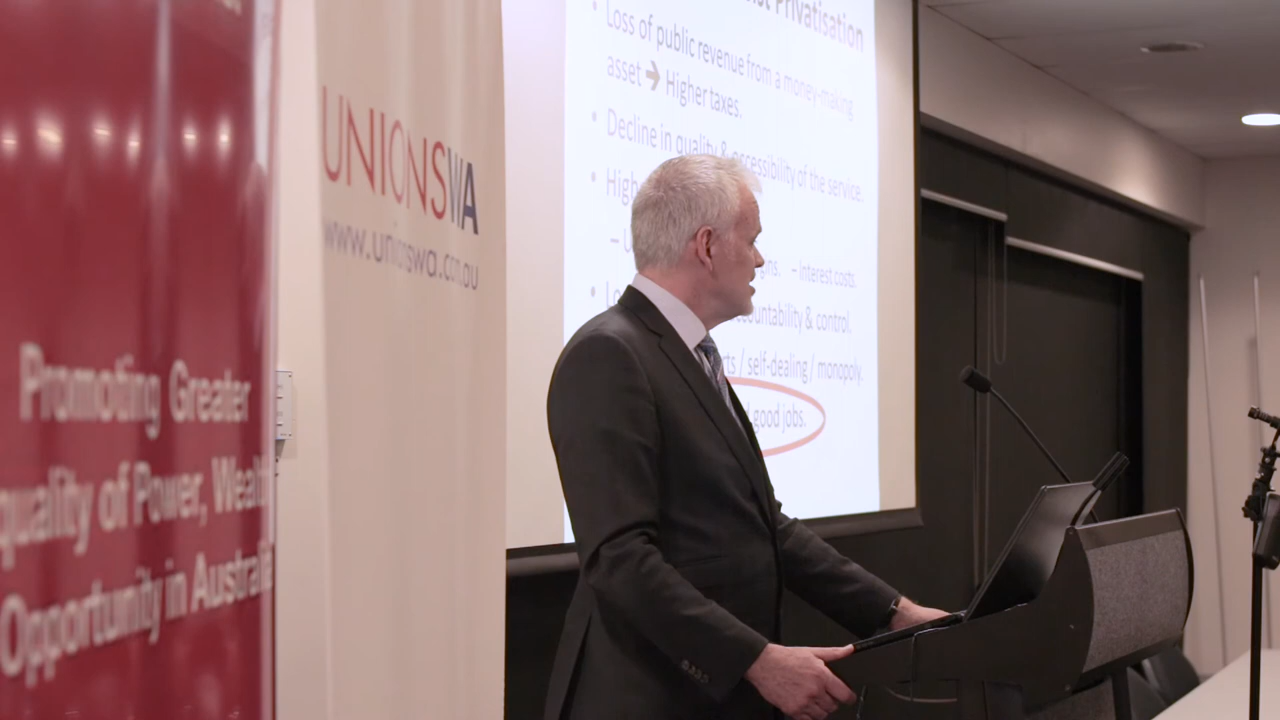 Promoting Greater
quality of Power, Wealt
Opportunity in Australia
UNIONSWA
www.unionswa.com.au
Privatisation
Loss of public revenue from a money-making
asset ➔ Higher taxes.
Decline in quality & accessibility of the service.
High
– Interest costs.
accountability & control.
/ self-dealing / monopoly.
good jobs.